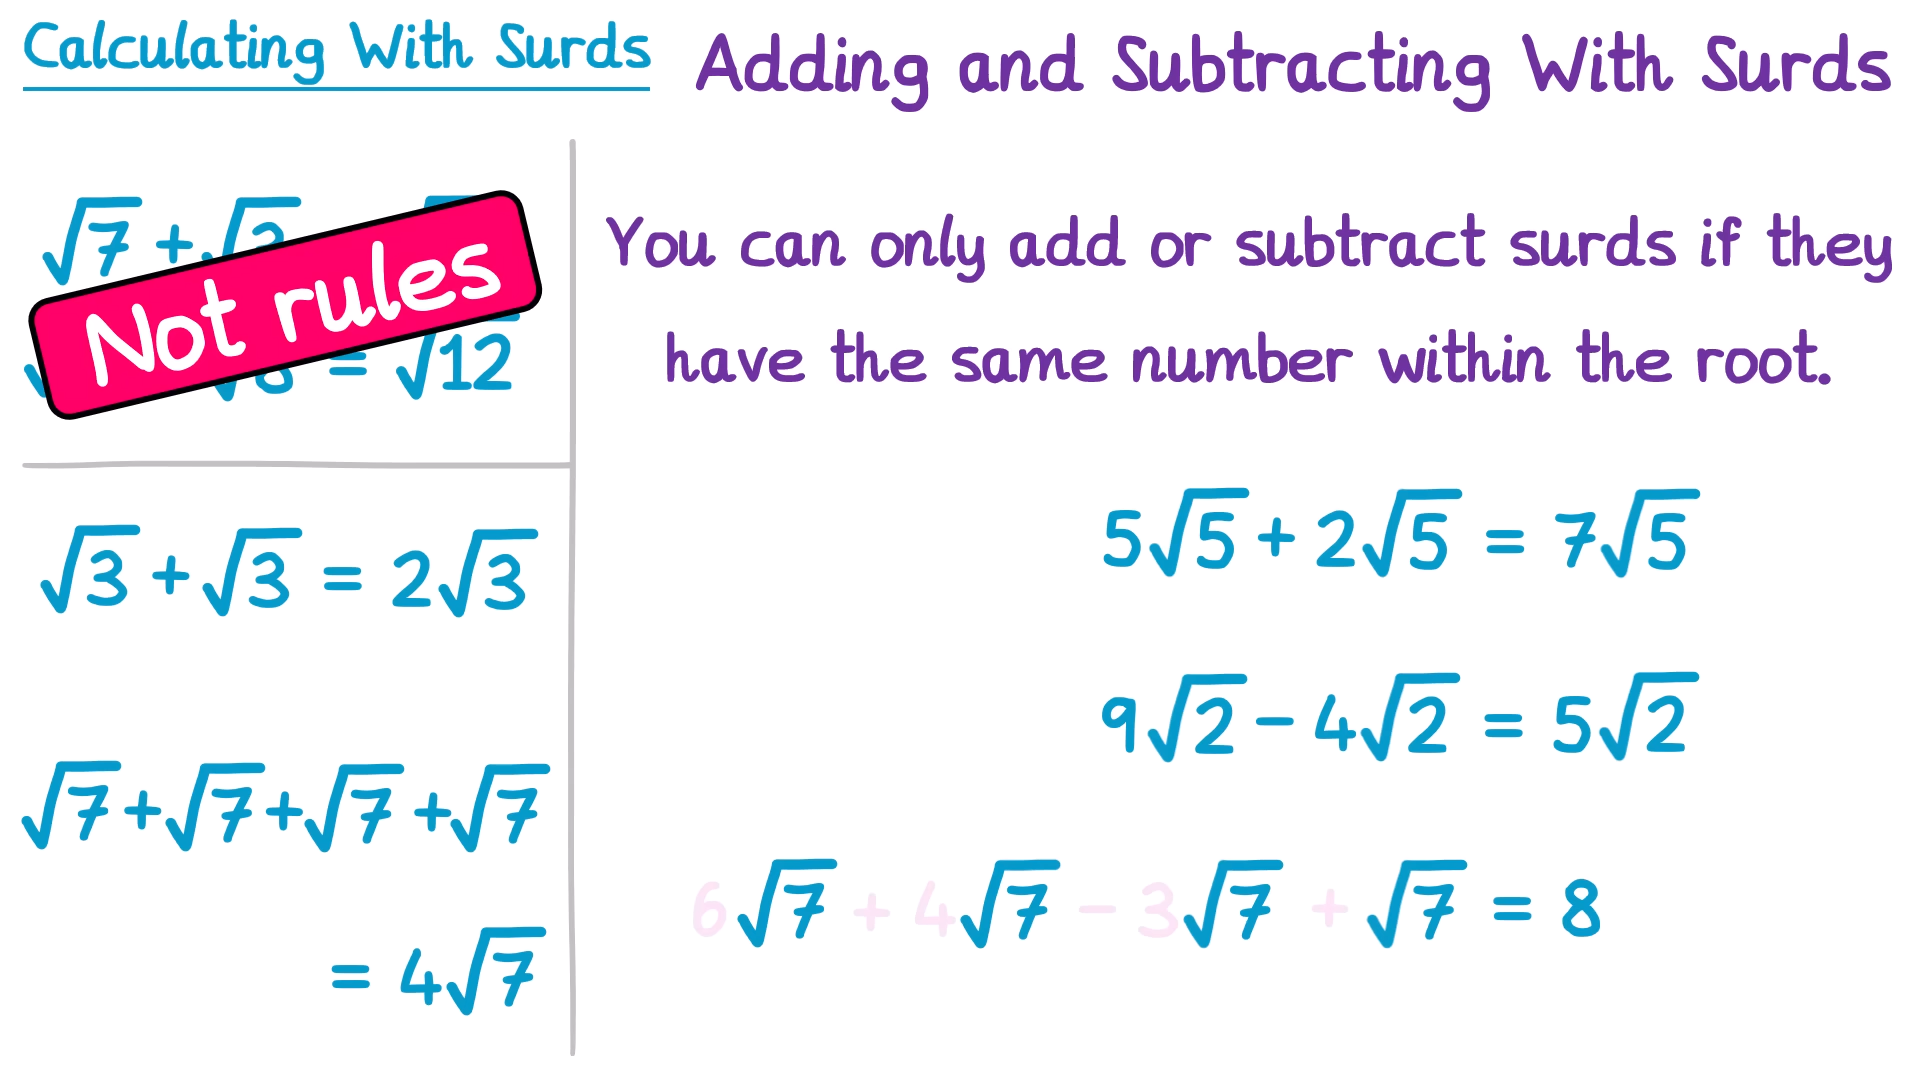 Calculating With Surds
Adding and Subtracting With Surds
√7 + √
Not rules
= √12
You can only add or subtract surds if they
have the same number within the root.
√3 + √3 = 2√3
√7 + √7 + √7 + √7
= 4√7
5√5 + 2√5 = 7√5
9√2 − 4√2 = 5√2
6√7 + 4√7 − 3√7 + √7 = 8